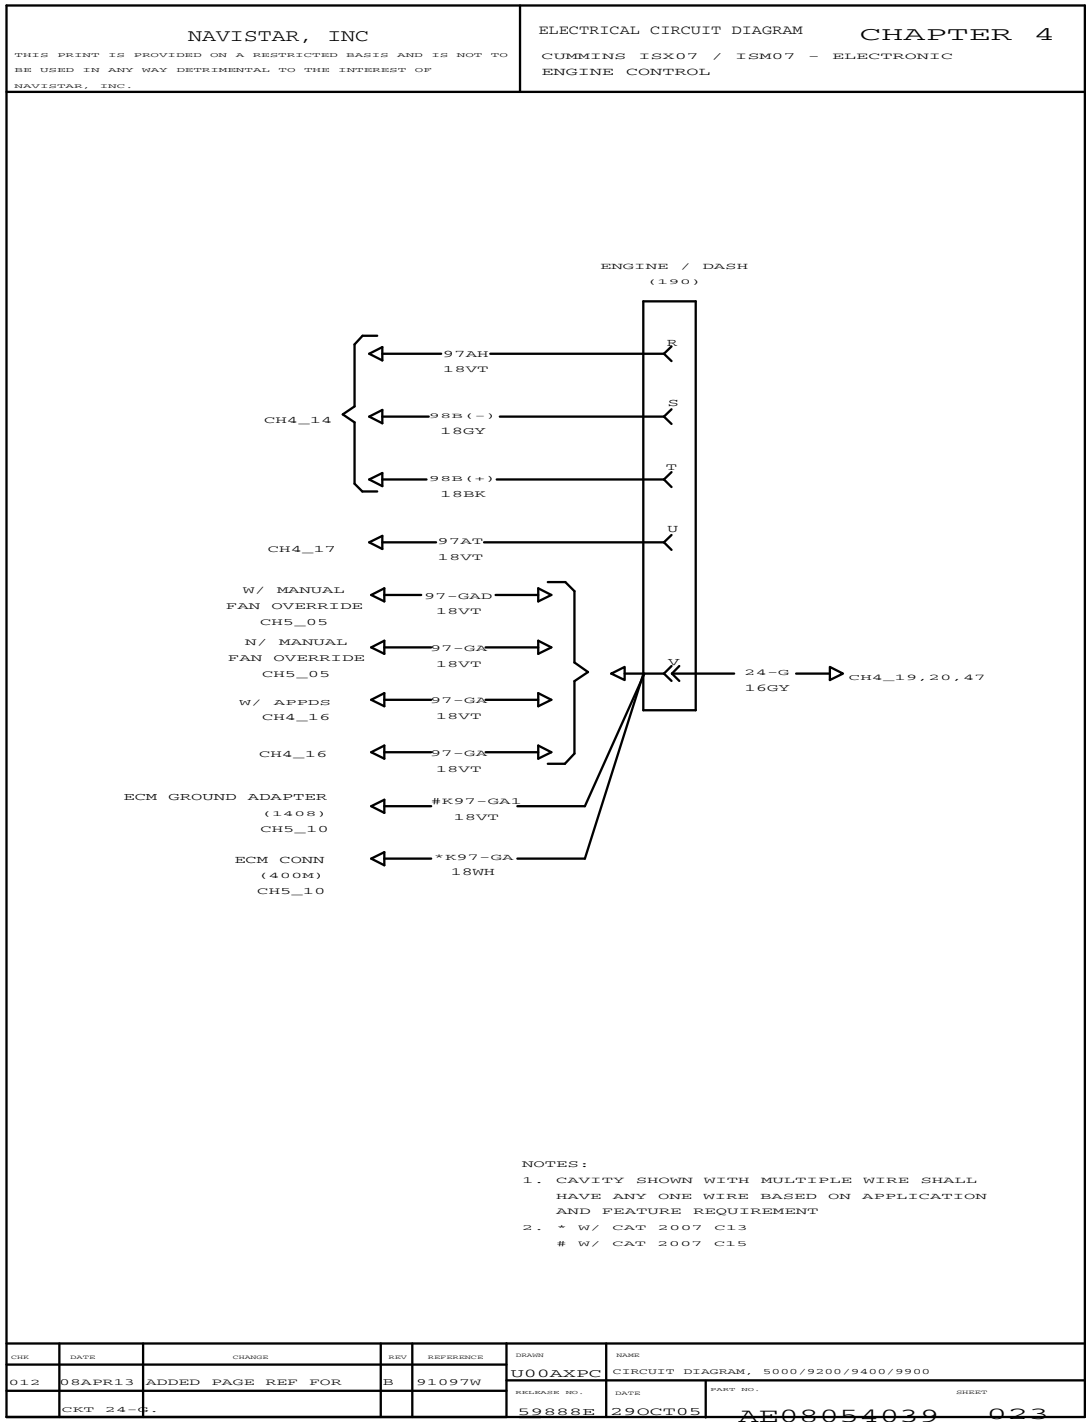 NAVISTAR, INC
THIS PRINT IS PROVIDED ON A RESTRICTED BASIS AND IS NOT TO
BE USED IN ANY WAY DETRIMENTAL TO THE INTEREST OF
NAVISTAR, INC.
ELECTRICAL CIRCUIT DIAGRAM
CHAPTER 4
CUMMINS ISX07 / ISM07 - ELECTRONIC
ENGINE CONTROL
ENGINE / DASH
(190)
R
97AH
18VT
S
CH4_14
98B(-)
18GY
T
98B(+)
18BK
U
CH4_17
97AT
18VT
W/ MANUAL
FAN OVERRIDE
CH5_05
97-GAD
18VT
N/ MANUAL
FAN OVERRIDE
CH5_05
97-GA
18VT
V
24-G
16GY
CH4_19,20,47
W/ APPDS
CH4_16
97-GA
18VT
CH4_16
97-GA
18VT
ECM GROUND ADAPTER
(1408)
CH5_10
#K97-GA1
18VT
ECM CONN
(400M)
CH5_10
*K97-GA
18WH
NOTES:
1. CAVITY SHOWN WITH MULTIPLE WIRE SHALL
HAVE ANY ONE WIRE BASED ON APPLICATION
AND FEATURE REQUIREMENT
2. * W/ CAT 2007 C13
# W/ CAT 2007 C15
CHK DATE CHANGE REV REFERENCE
012 08APR13 ADDED PAGE REF FOR B 91097W
CKT 24-G.
DRAWN
U00AXPC
NAME
CIRCUIT DIAGRAM, 5000/9200/9400/9900
RELEASE NO.
59888E
DATE
29OCT05
PART NO.
AE08054039
SHEET
023